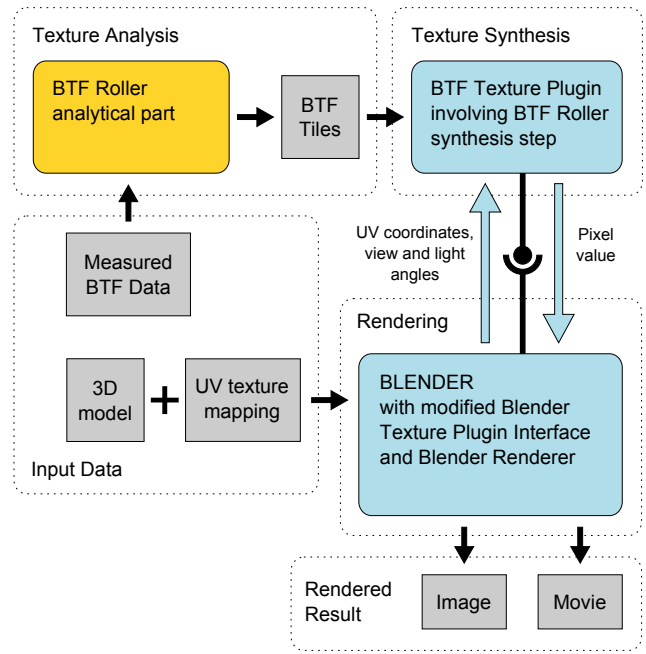 Texture Analysis
BTF Roller
analytical part
BTF
Tiles
Texture Synthesis
BTF Texture Plugin
involving BTF Roller
synthesis step
UV coordinates,
view and light
angles
Pixel
value
Measured
BTF Data
3D
model
UV texture
mapping
Input Data
Rendering
BLENDER
with modified Blender
Texture Plugin Interface
and Blender Renderer
Rendered
Result
Image
Movie